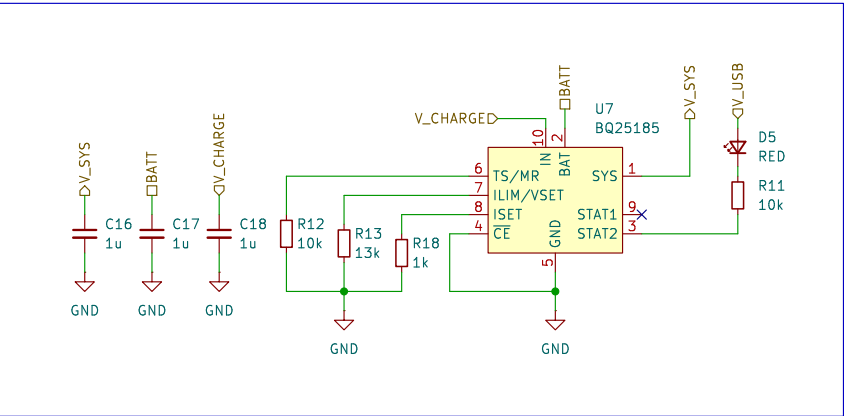 V_SYS
BATT
V_CHARGE
C16
1u
C17
1u
C18
1u
GND
GND
GND
R12
10k
R13
13k
R18
1k
GND
V_CHARGE
BATT
U7
BQ25185
10
2
IN
BAT
6
TS/MR
7
ILIM/VSET
8
ISET
4
CE
SYS
1
STAT1
9
STAT2
3
GND
5
GND
V_SYS
V_USB
D5
RED
R11
10k